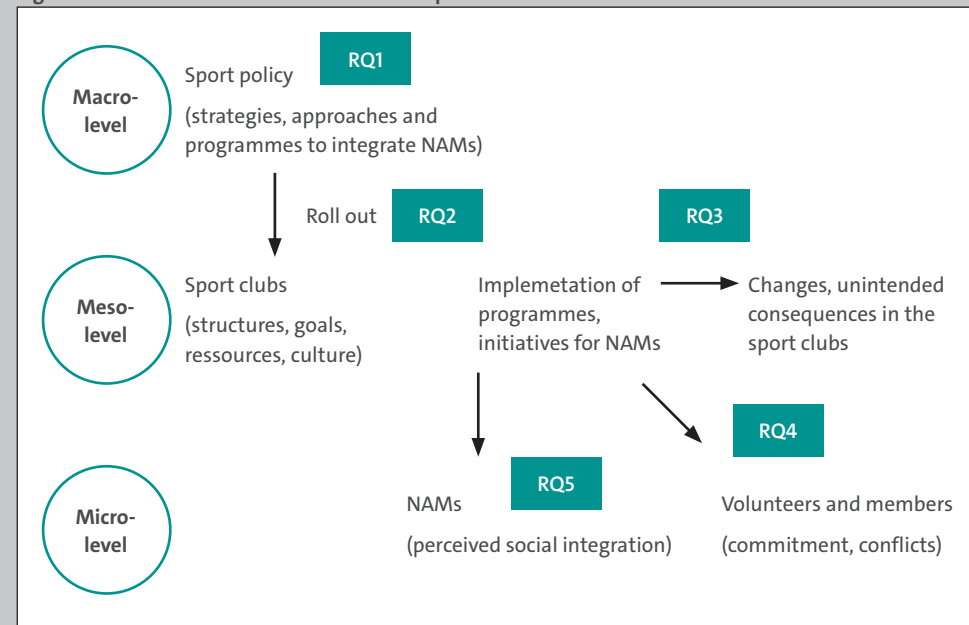 RQ1
Sport policy
Macro-
level
(strategies, approaches and
programmes to integrate NAMs)
Roll out
RQ2
RQ3
Meso-
level
Sport clubs
(structures, goals,
ressources, culture)
Implemetation of
programmes,
initiatives for NAMs
Changes, unintended
consequences in the
sport clubs
RQ4
RQ5
Micro-
level
NAMs
(perceived social integration)
Volunteers and members
(commitment, conflicts)